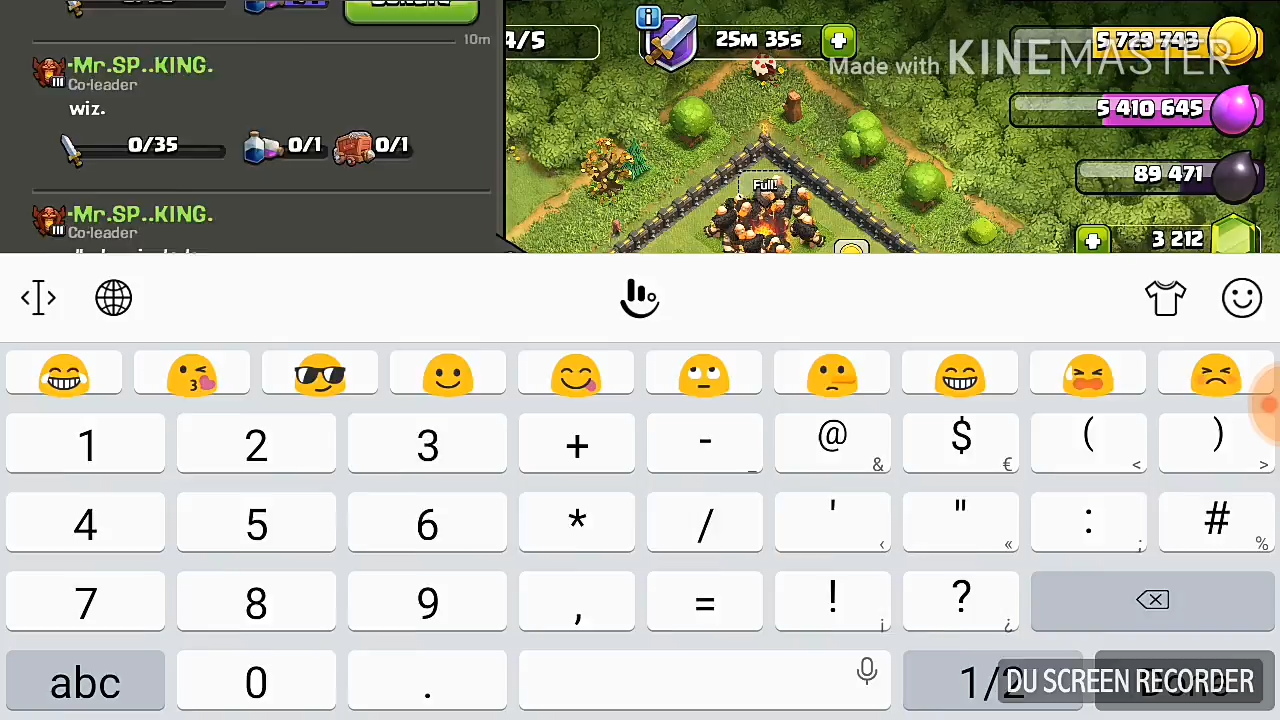 10m
Mr.SP..KING.
Co-leader
wiz.
0/35 0/1 0/1
Mr.SP..KING.
Co-leader
4/5
25M 35s
5 729 743
Made with KINEMASTER
5 410 645
89 471
3 212
Full!
1 2 3 + - _ @ & $ € ( < ) >
4 5 6 * / ' ‹ " « : ; # %
7 8 9 , = ! ¡ ? ¿
abc 0 . 1/2 Done
DU SCREEN RECORDER